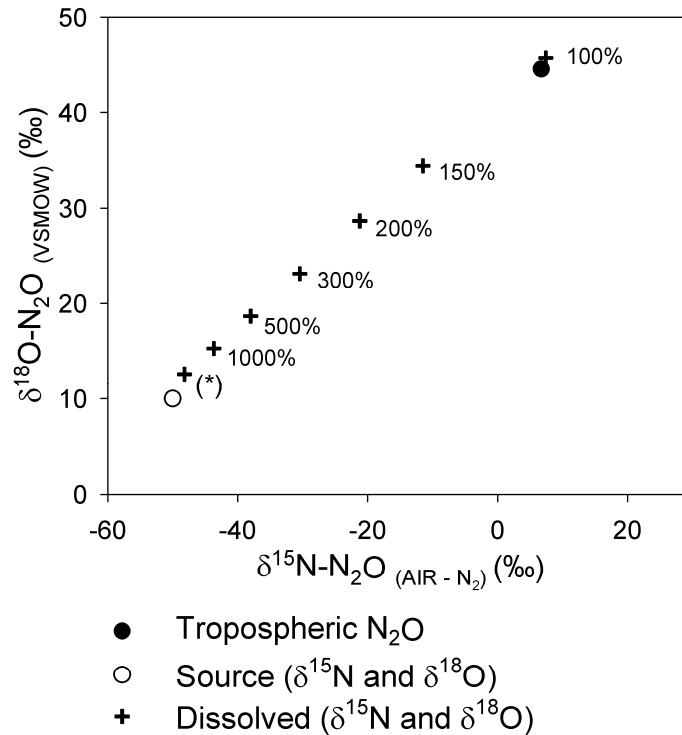 50
100%
40
150%
30
200%
300%
20
500%
1000%
(*)
10
0
-60 -40 -20 0 20
δ¹⁸O-N₂O (VSMOW) (‰)
δ¹⁵N-N₂O (AIR - N₂) (‰)
Tropospheric N₂O
Source (δ¹⁵N and δ¹⁸O)
Dissolved (δ¹⁵N and δ¹⁸O)